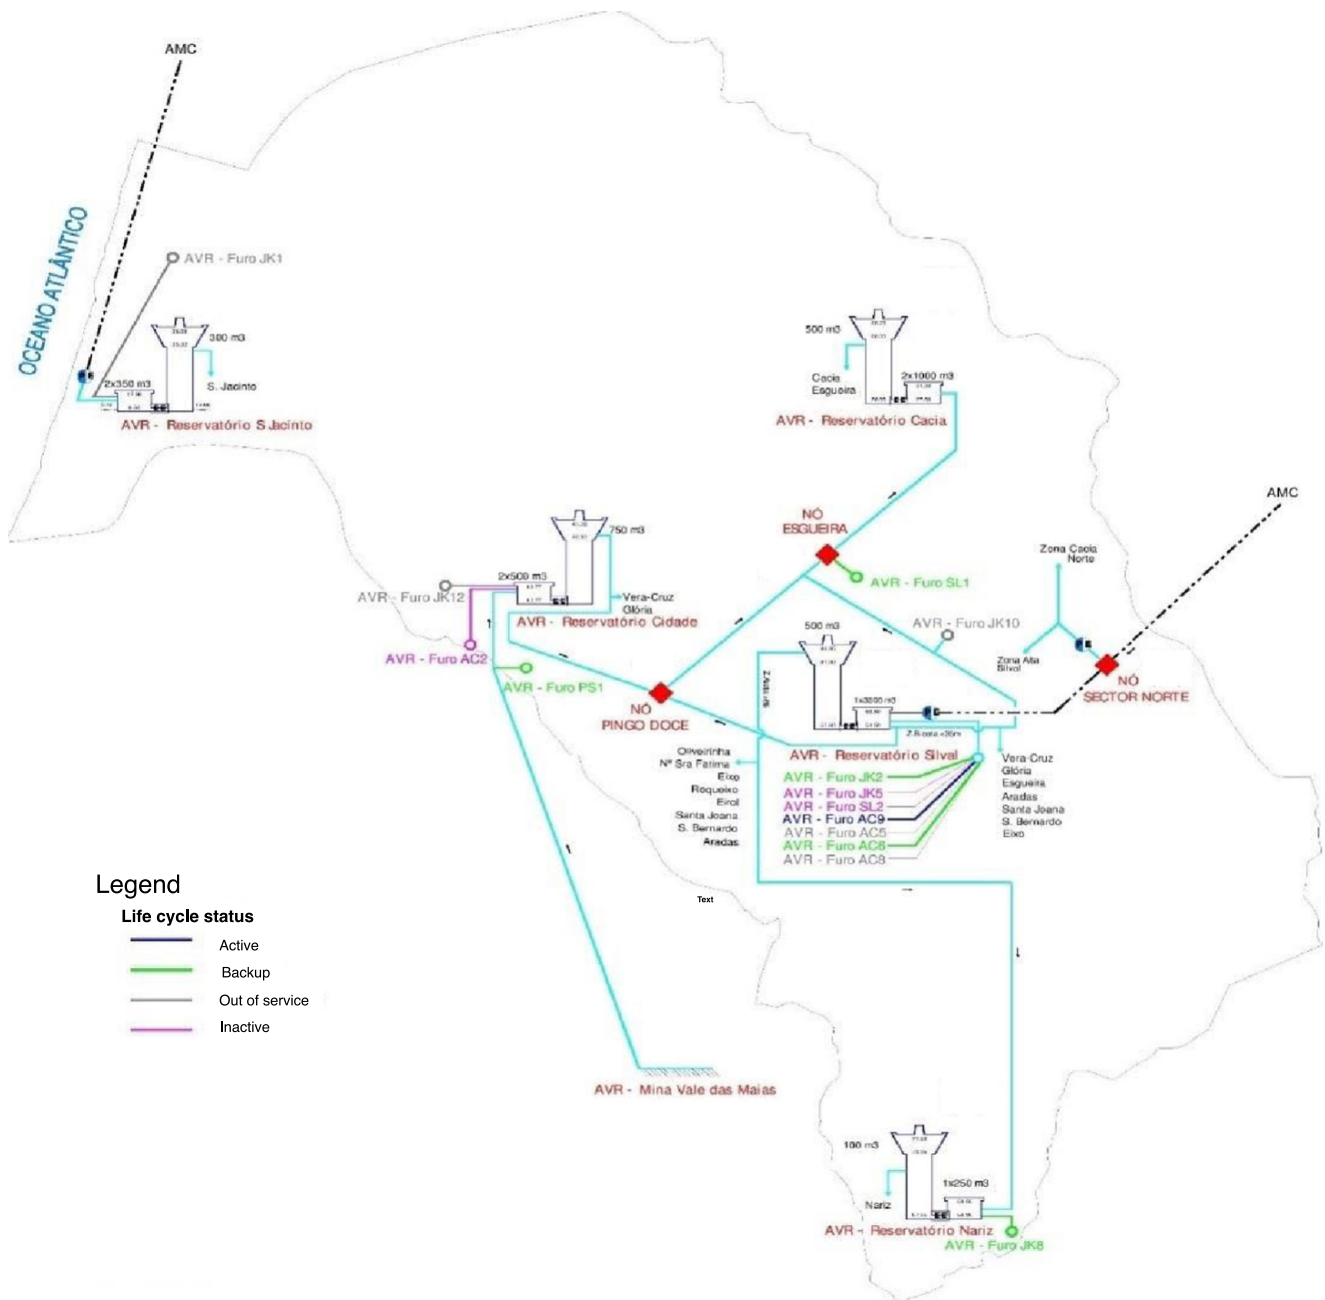 AMC
OCEANO ATLÂNTICO
AVR - Furo JK1
300 m3
2x350 m3
S. Jacinto
AVR - Reservatório S Jacinto
500 m3
Cacia
Esgueira
2x1000 m3
AVR - Reservatório Cacia
AMC
NÓ
ESGUEIRA
AVR - Furo SL1
Zona Cacia
Norte
750 m3
2x500 m3
AVR - Furo JK12
Vera-Cruz
Glória
AVR - Reservatório Cidade
AVR - Furo AC2
AVR - Furo PS1
NÓ
PINGO DOCE
AVR - Furo JK10
500 m3
Zona Alta
Silval
NÓ
SECTOR NORTE
AVR - Reservatório Silval
Oliveirinha
Nª Sra Fatima
Eixo
Requeixo
Eirol
Santa Joana
S. Bernardo
Aradas
AVR - Furo JK2
AVR - Furo JK5
AVR - Furo SL2
AVR - Furo AC9
AVR - Furo AC5
AVR - Furo AC6
AVR - Furo AC8
Vera-Cruz
Glória
Esgueira
Aradas
Santa Joana
S. Bernardo
Eixo
Text
Legend
Life cycle status
Active
Backup
Out of service
Inactive
AVR - Mina Vale das Maias
100 m3
1x250 m3
Nariz
AVR - Reservatório Nariz
AVR - Furo JK8